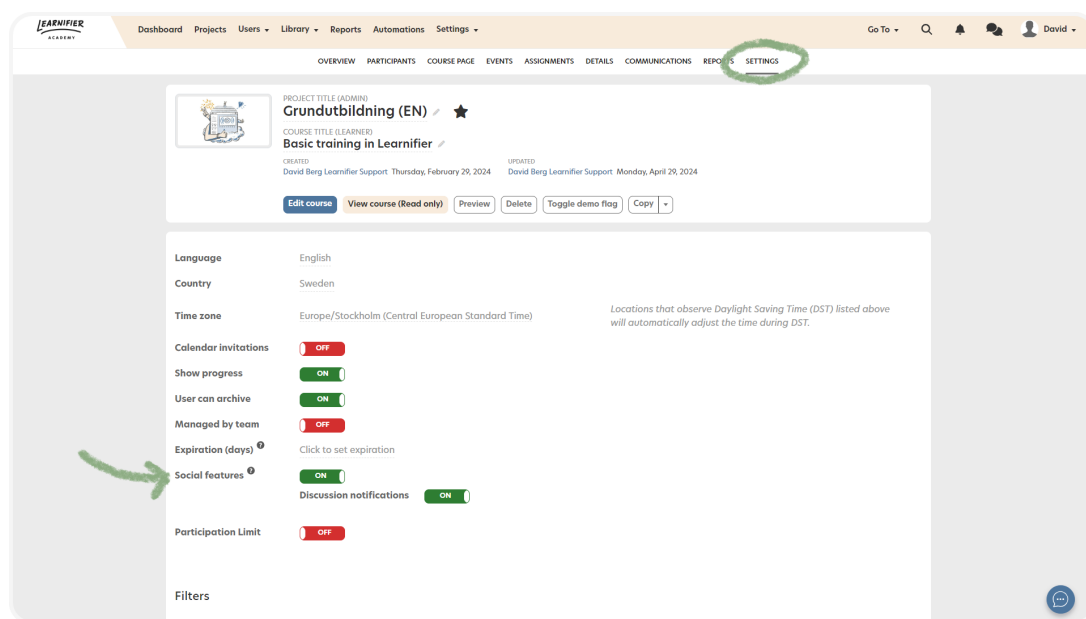 LEARNIFIER
ACADEMY
Dashboard Projects Users Library Reports Automations Settings Go To David
OVERVIEW PARTICIPANTS COURSE PAGE EVENTS ASSIGNMENTS DETAILS COMMUNICATIONS REPORTS SETTINGS
PROJECT TITLE (ADMIN)
Grundutbildning (EN)
COURSE TITLE (LEARNER)
Basic training in Learnifier
CREATED UPDATED
David Berg Learnifier Support Thursday, February 29, 2024 David Berg Learnifier Support Monday, April 29, 2024
Edit course View course (Read only) Preview Delete Toggle demo flag Copy
Language English
Country Sweden
Time zone Europe/Stockholm (Central European Standard Time) Locations that observe Daylight Saving Time (DST) listed above
will automatically adjust the time during DST.
Calendar invitations OFF
Show progress ON
User can archive ON
Managed by team OFF
Expiration (days) ? Click to set expiration
Social features ? ON
Discussion notifications ON
Participation Limit OFF
Filters